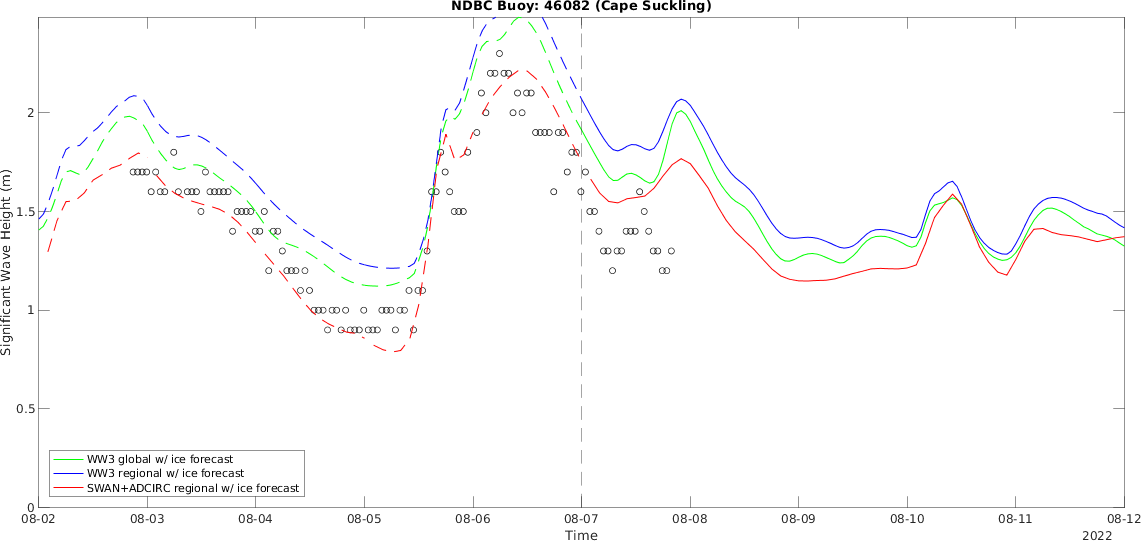 NDBC Buoy: 46082 (Cape Suckling)
Significant Wave Height (m)
2
1.5
1
0.5
0
WW3 global w/ ice forecast
WW3 regional w/ ice forecast
SWAN+ADCIRC regional w/ ice forecast
08-02 08-03 08-04 08-05 08-06 08-07 08-08 08-09 08-10 08-11 08-12
Time
2022